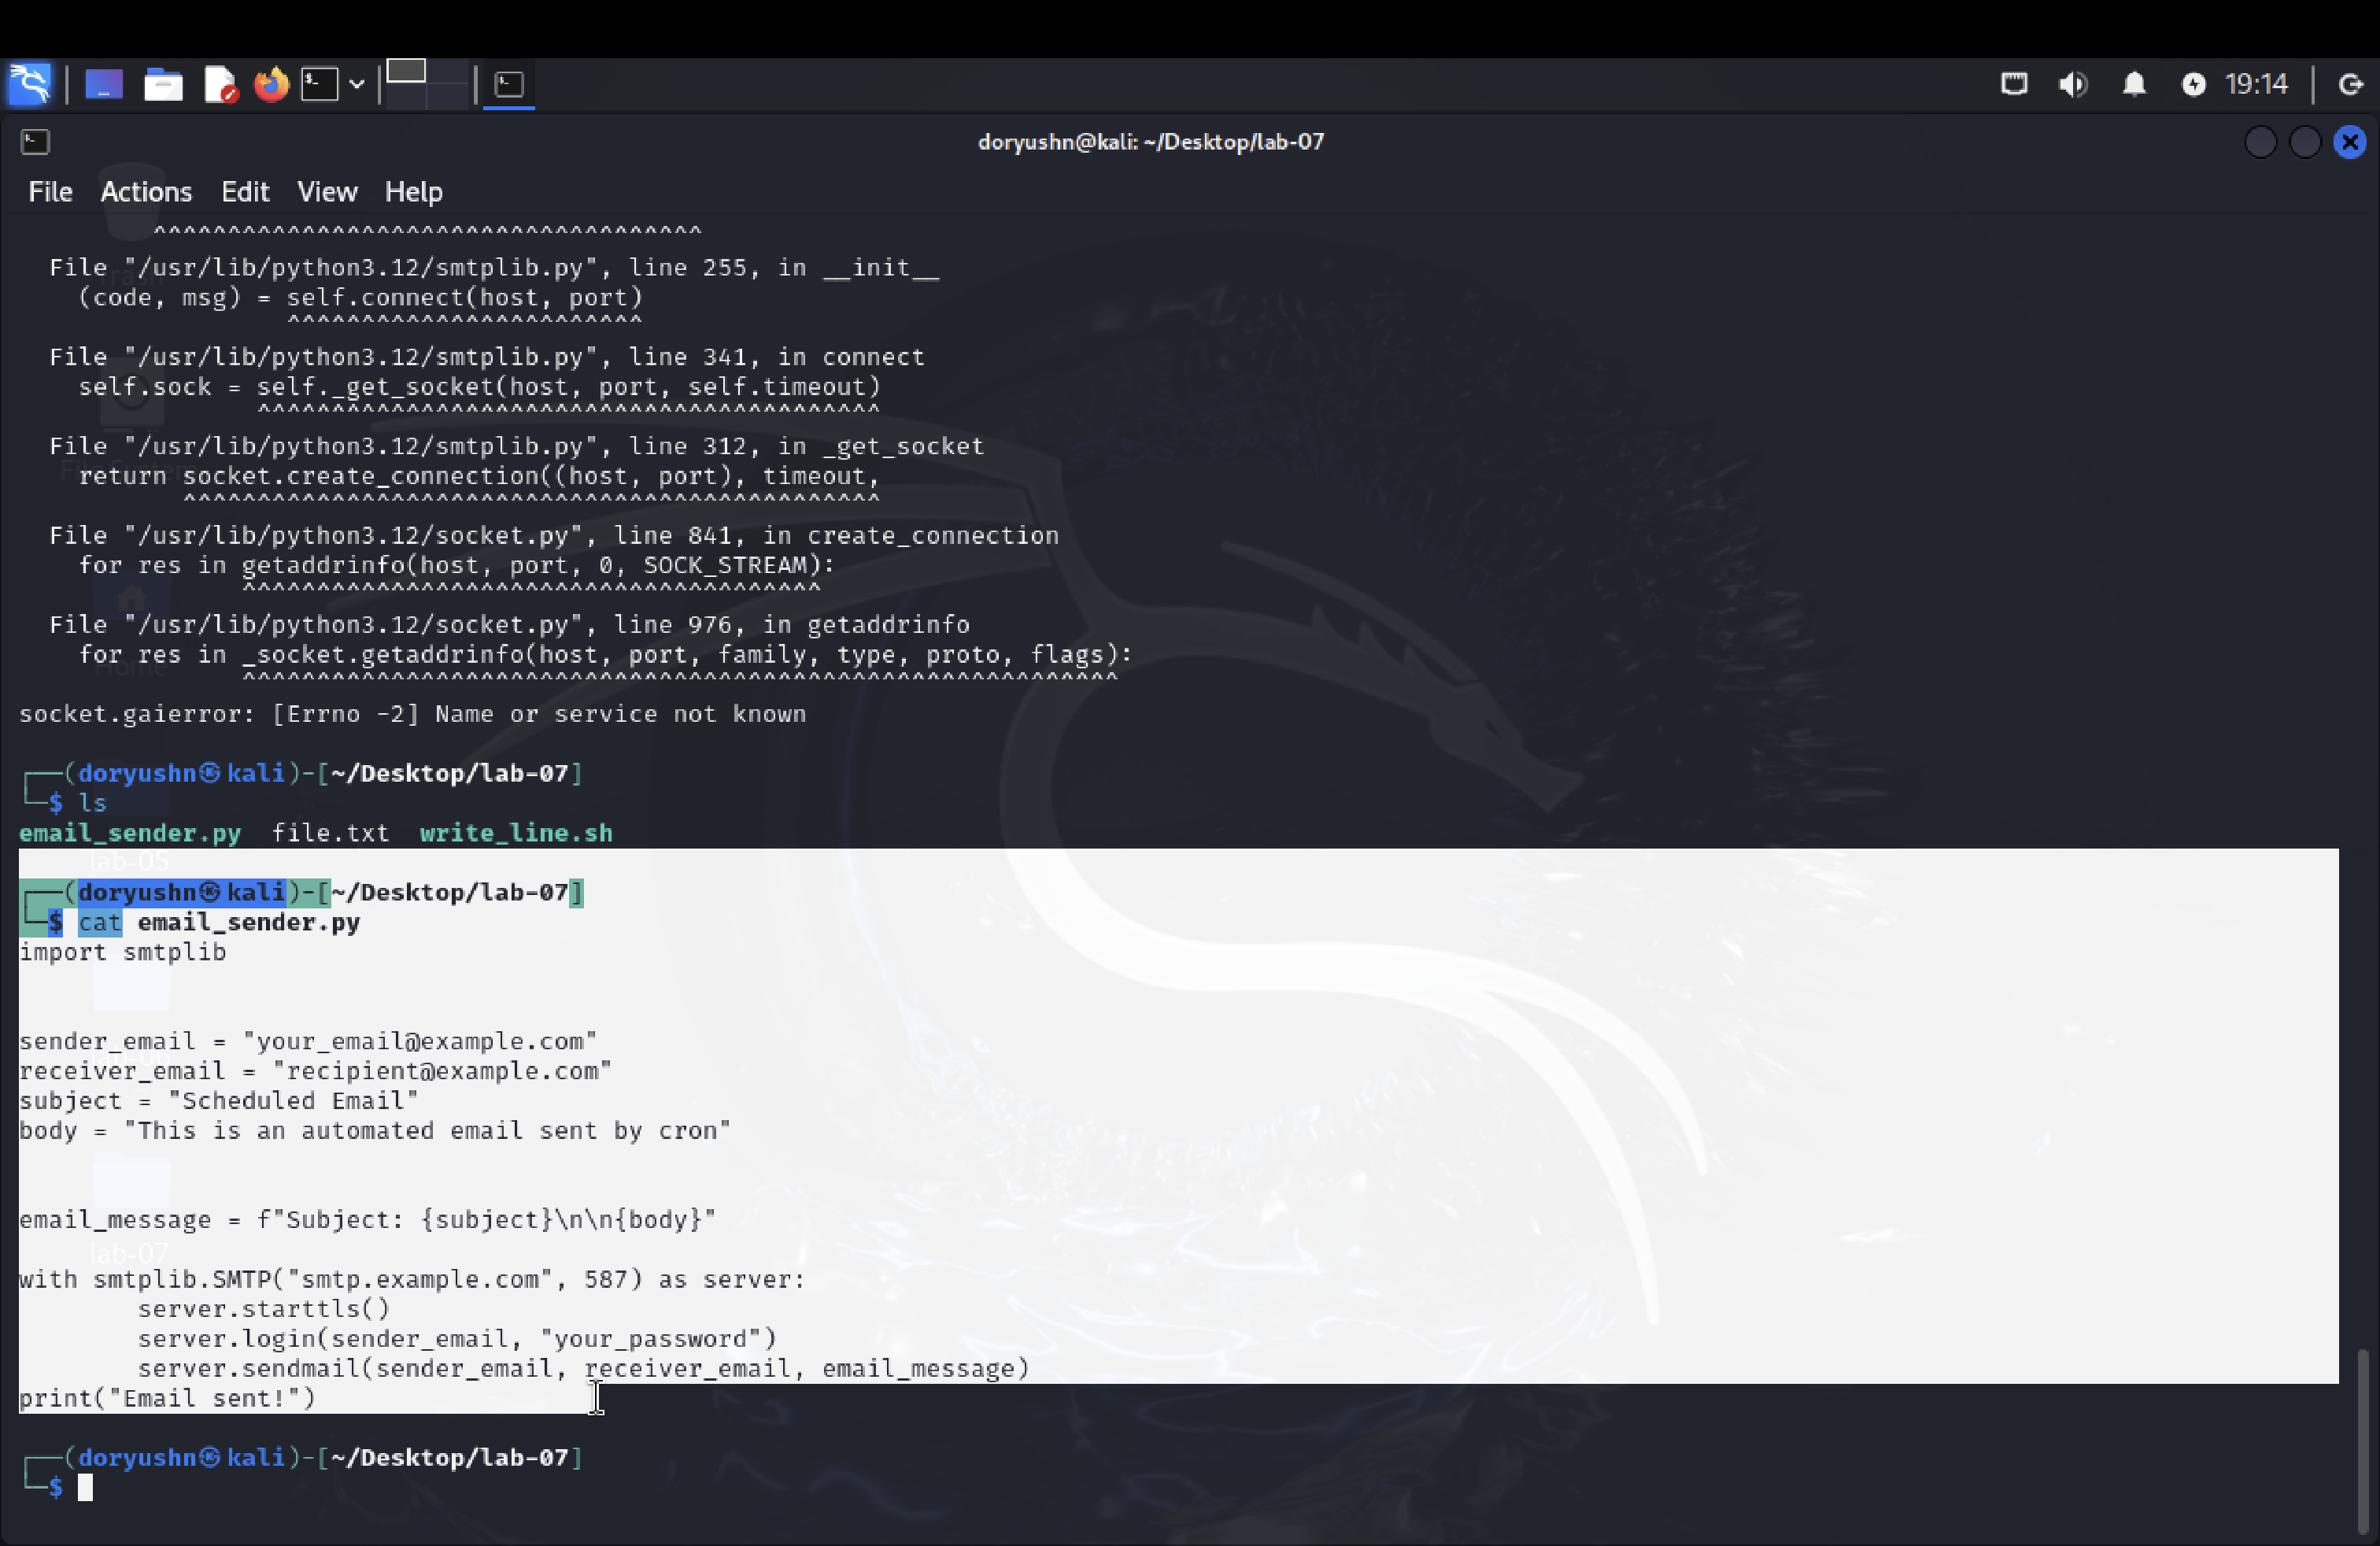 19:14
doryushn@kali: ~/Desktop/lab-07
File Actions Edit View Help
^^^^^^^^^^^^^^^^^^^^^^^^^^^^^^^^^^^^^
File "/usr/lib/python3.12/smtplib.py", line 255, in __init__
(code, msg) = self.connect(host, port)
^^^^^^^^^^^^^^^^^^^^^^^^
File "/usr/lib/python3.12/smtplib.py", line 341, in connect
self.sock = self._get_socket(host, port, self.timeout)
^^^^^^^^^^^^^^^^^^^^^^^^^^^^^^^^^^^^^^^^^^
File "/usr/lib/python3.12/smtplib.py", line 312, in _get_socket
return socket.create_connection((host, port), timeout,
^^^^^^^^^^^^^^^^^^^^^^^^^^^^^^^^^^^^^^^^^^^^^^^
File "/usr/lib/python3.12/socket.py", line 841, in create_connection
for res in getaddrinfo(host, port, 0, SOCK_STREAM):
^^^^^^^^^^^^^^^^^^^^^^^^^^^^^^^^^^^^^^^
File "/usr/lib/python3.12/socket.py", line 976, in getaddrinfo
for res in _socket.getaddrinfo(host, port, family, type, proto, flags):
^^^^^^^^^^^^^^^^^^^^^^^^^^^^^^^^^^^^^^^^^^^^^^^^^^^^^^^^^^^
socket.gaierror: [Errno -2] Name or service not known
┌──(doryushn㉿kali)-[~/Desktop/lab-07]
└─$ ls
email_sender.py file.txt write_line.sh
lab-05
┌──(doryushn㉿kali)-[~/Desktop/lab-07]
└─$ cat email_sender.py
import smtplib
sender_email = "your_email@example.com"
lab-06
receiver_email = "recipient@example.com"
subject = "Scheduled Email"
body = "This is an automated email sent by cron"
email_message = f"Subject: {subject}\n\n{body}"
lab-07
with smtplib.SMTP("smtp.example.com", 587) as server:
server.starttls()
server.login(sender_email, "your_password")
server.sendmail(sender_email, receiver_email, email_message)
print("Email sent!")
┌──(doryushn㉿kali)-[~/Desktop/lab-07]
└─$